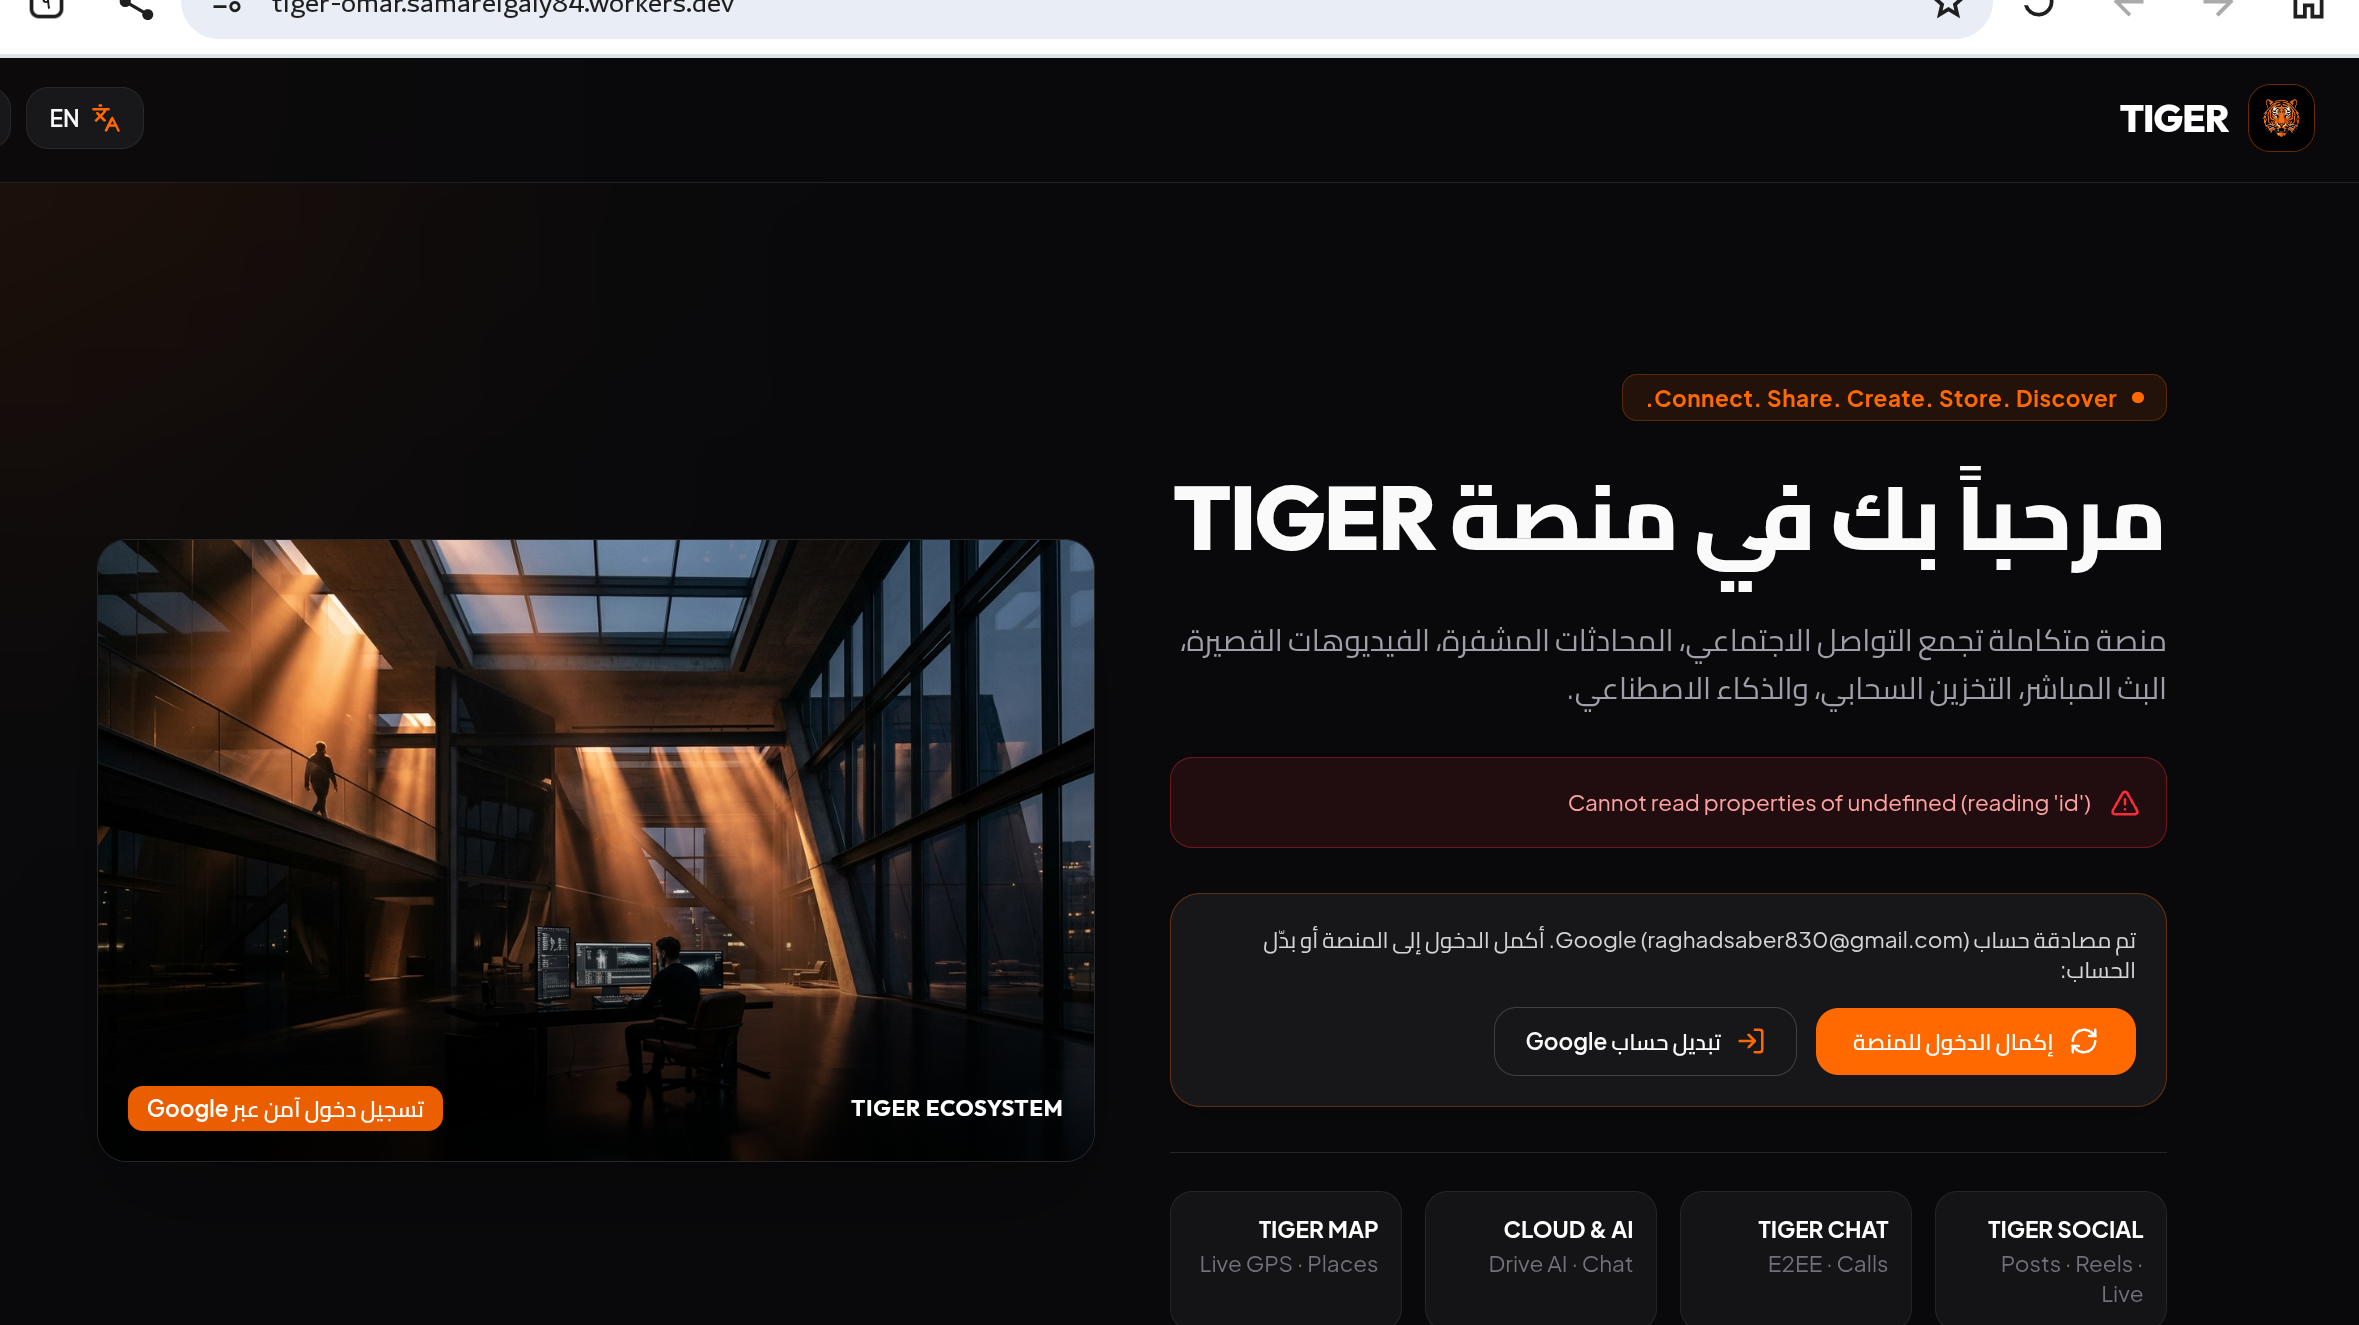 tiger-omar.samarelgaly84.workers.dev
TIGER
EN
Connect. Share. Create. Store. Discover.
مرحباً بك في منصة TIGER
منصة متكاملة تجمع التواصل الاجتماعي، المحادثات المشفرة، الفيديوهات القصيرة،
البث المباشر، التخزين السحابي، والذكاء الاصطناعي.
Cannot read properties of undefined (reading 'id')
تم مصادقة حساب Google (raghadsaber830@gmail.com). أكمل الدخول إلى المنصة أو بدّل
الحساب:
إكمال الدخول للمنصة
تبديل حساب Google
TIGER ECOSYSTEM
تسجيل دخول آمن عبر Google
TIGER SOCIAL
Posts · Reels ·
Live
TIGER CHAT
E2EE · Calls
CLOUD & AI
Drive AI · Chat
TIGER MAP
Live GPS · Places